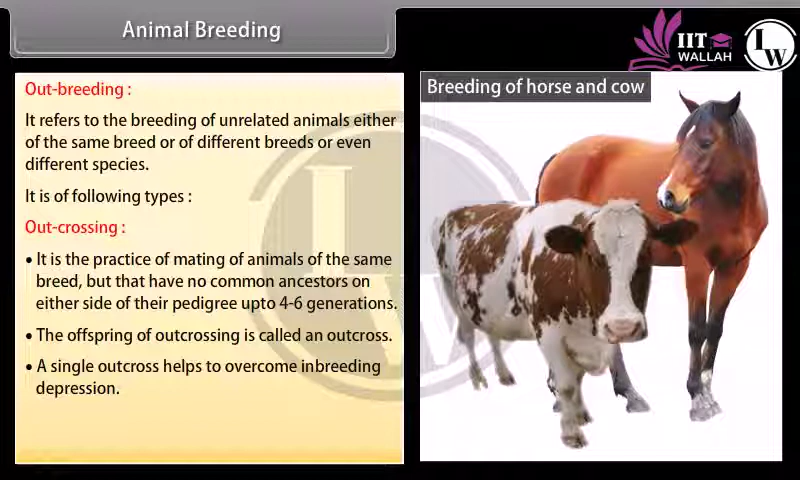 Animal Breeding
IIT
WALLAH
LW
Out-breeding :
It refers to the breeding of unrelated animals either
of the same breed or of different breeds or even
different species.
It is of following types :
Out-crossing :
• It is the practice of mating of animals of the same
breed, but that have no common ancestors on
either side of their pedigree upto 4-6 generations.
• The offspring of outcrossing is called an outcross.
• A single outcross helps to overcome inbreeding
depression.
Breeding of horse and cow
LW